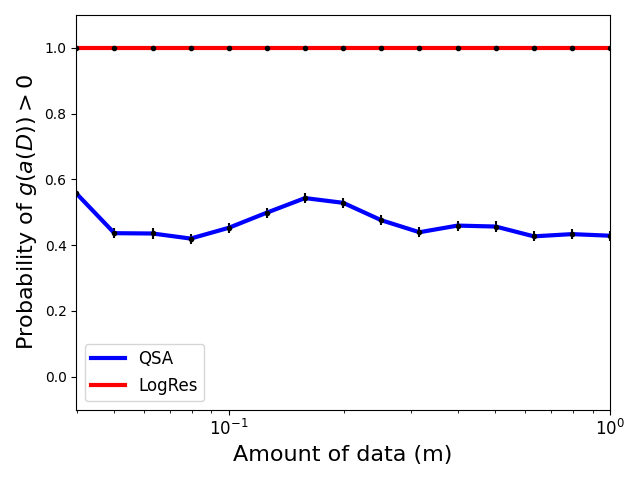 Probability of g(a(D)) > 0
1.0
0.8
0.6
0.4
0.2
0.0
QSA
LogRes
10⁻¹
10⁰
Amount of data (m)